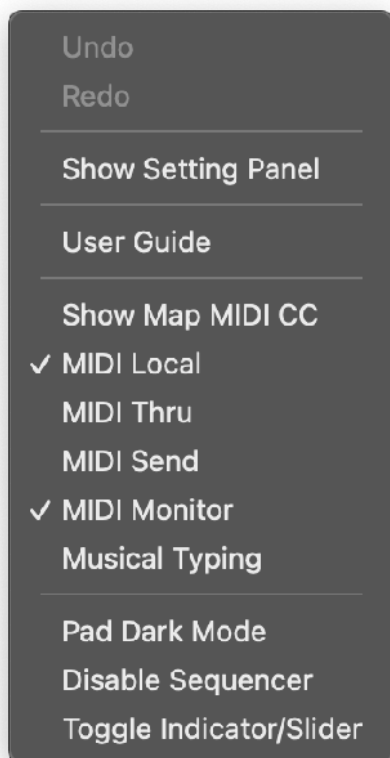 Undo
Redo
Show Setting Panel
User Guide
Show Map MIDI CC
✓ MIDI Local
MIDI Thru
MIDI Send
✓ MIDI Monitor
Musical Typing
Pad Dark Mode
Disable Sequencer
Toggle Indicator/Slider